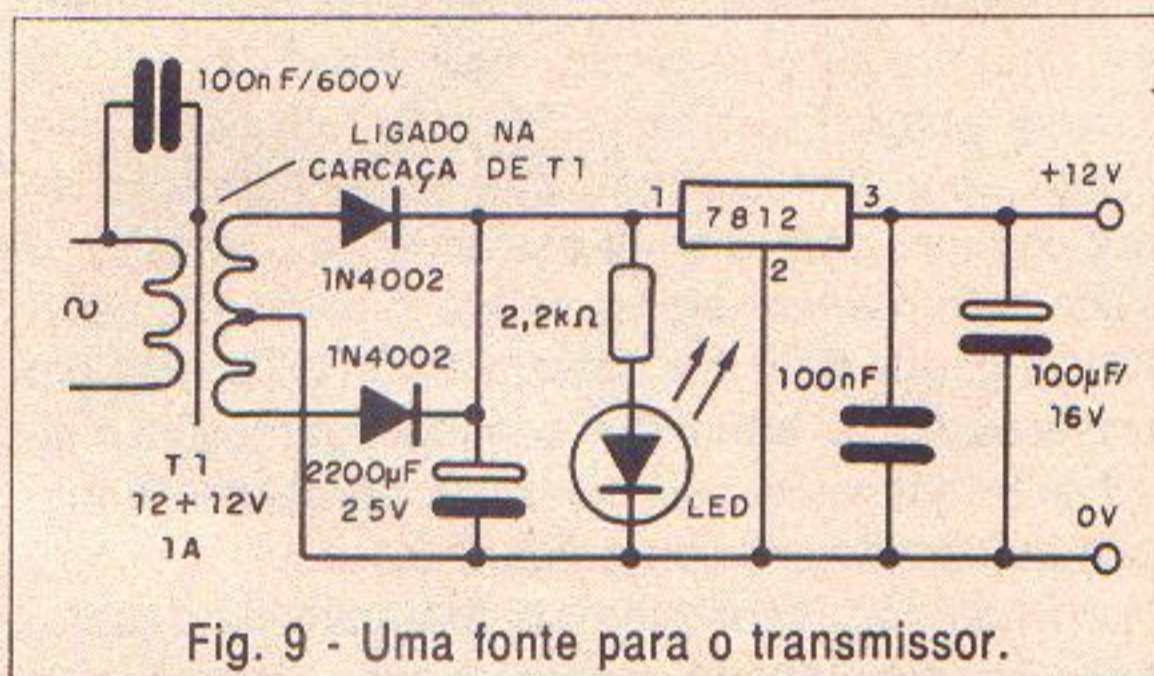 100nF/600V
LIGADO NA
CARCAÇA DE T1
+12V
1
7812
3
2
1N4002
2,2kΩ
1N4002
100nF
100µF/
16V
T1
12+12V
1A
2200µF
25V
LED
0V
Fig. 9 - Uma fonte para o transmissor.